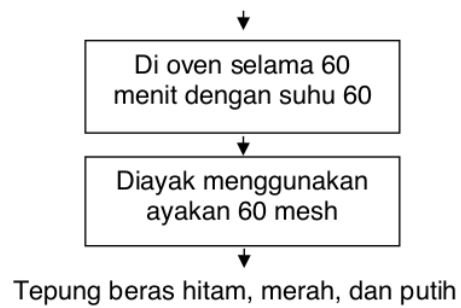 Di oven selama 60
menit dengan suhu 60
Diayak menggunakan
ayakan 60 mesh
Tepung beras hitam, merah, dan putih